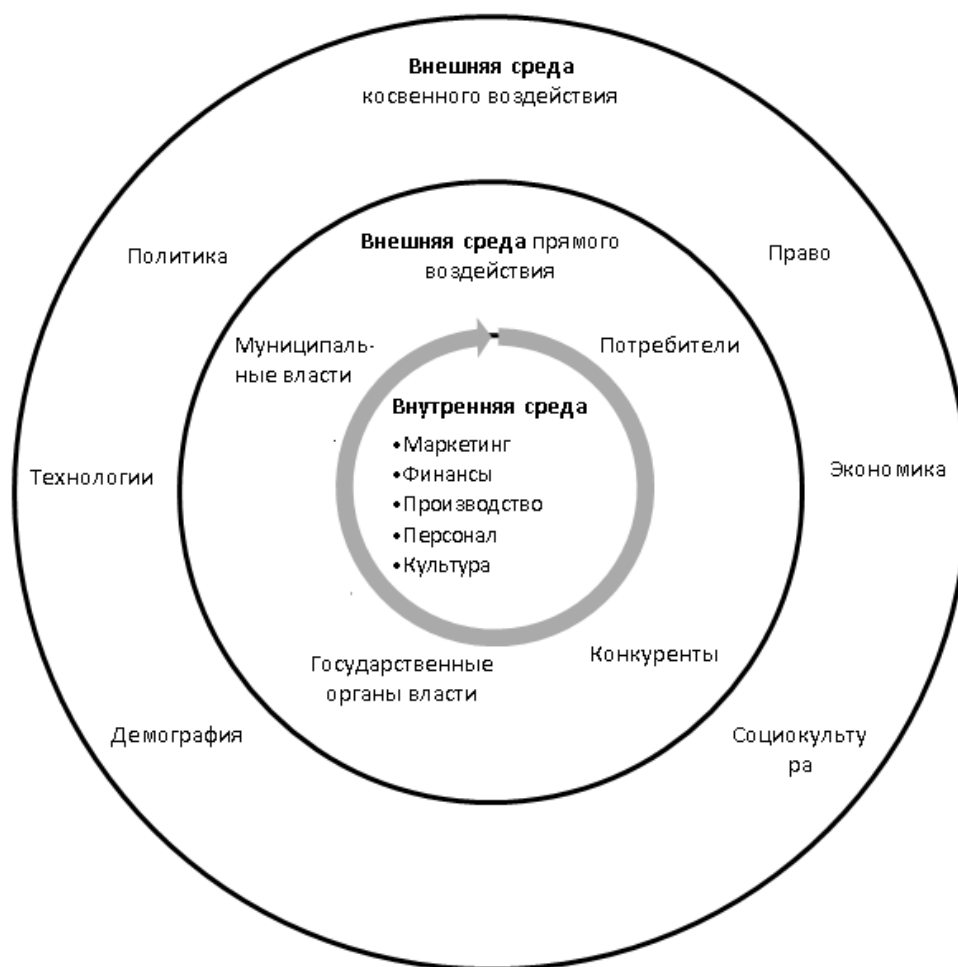 Внешняя среда
косвенного воздействия
Политика
Право
Внешняя среда прямого
воздействия
Муниципаль-
ные власти
Потребители
Внутренняя среда
•Маркетинг
•Финансы
•Производство
•Персонал
•Культура
Технологии
Экономика
Государственные
органы власти
Конкуренты
Демография
Социокульту
ра